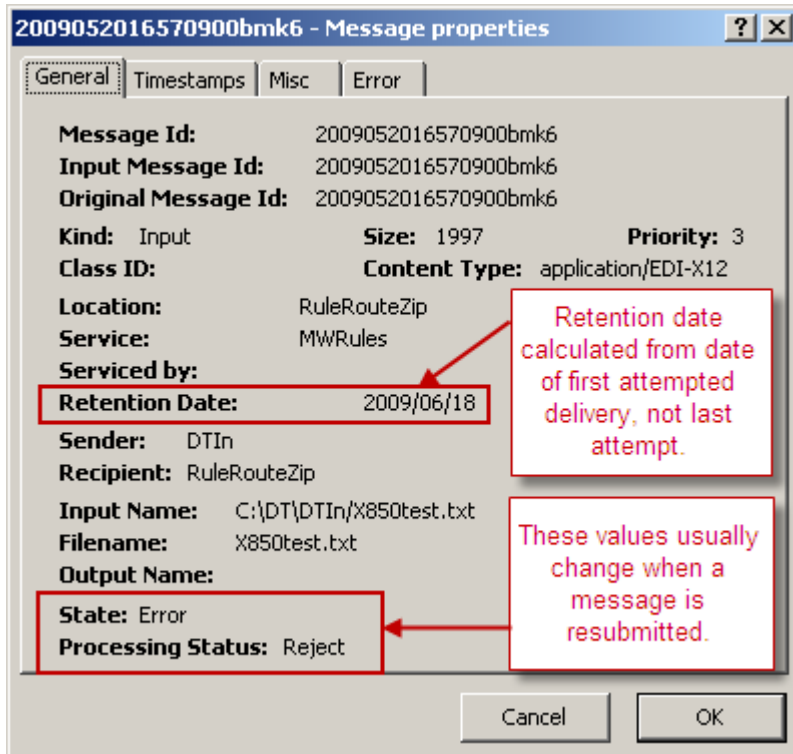 2009052016570900bmk6 - Message properties
? X
General Timestamps Misc Error
Message Id: 2009052016570900bmk6
Input Message Id: 2009052016570900bmk6
Original Message Id: 2009052016570900bmk6
Kind: Input Size: 1997 Priority: 3
Class ID: Content Type: application/EDI-X12
Location: RuleRouteZip
Service: MWRules
Serviced by:
Retention Date: 2009/06/18
Sender: DTIn
Recipient: RuleRouteZip
Input Name: C:\DT\DTIn/X850test.txt
Filename: X850test.txt
Output Name:
State: Error
Processing Status: Reject
Retention date
calculated from date
of first attempted
delivery, not last
attempt.
These values usually
change when a
message is
resubmitted.
Cancel OK